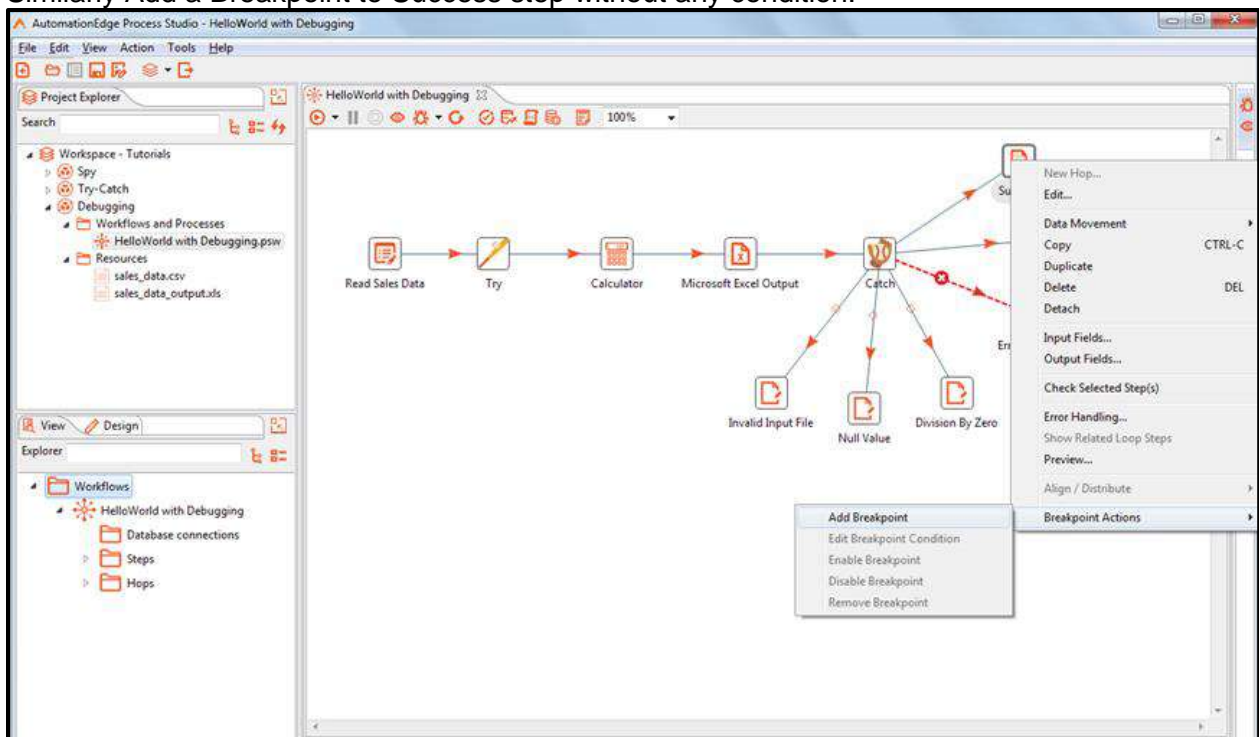 Similarly Add a Breakpoint to Success step without any condition.
AutomationEdge Process Studio - HelloWorld with Debugging
File Edit View Action Tools Help
Project Explorer
Search
Workspace - Tutorials
Spy
Try-Catch
Debugging
Workflows and Processes
HelloWorld with Debugging.psw
Resources
sales_data.csv
sales_data_output.xls
View Design
Explorer
Workflows
HelloWorld with Debugging
Database connections
Steps
Hops
HelloWorld with Debugging
100%
Su
Read Sales Data
Try
Calculator
Microsoft Excel Output
Catch
Err
Invalid Input File
Null Value
Division By Zero
New Hop...
Edit...
Data Movement
Copy CTRL-C
Duplicate
Delete DEL
Detach
Input Fields...
Output Fields...
Check Selected Step(s)
Error Handling...
Show Related Loop Steps
Preview...
Align / Distribute
Breakpoint Actions
Add Breakpoint
Edit Breakpoint Condition
Enable Breakpoint
Disable Breakpoint
Remove Breakpoint